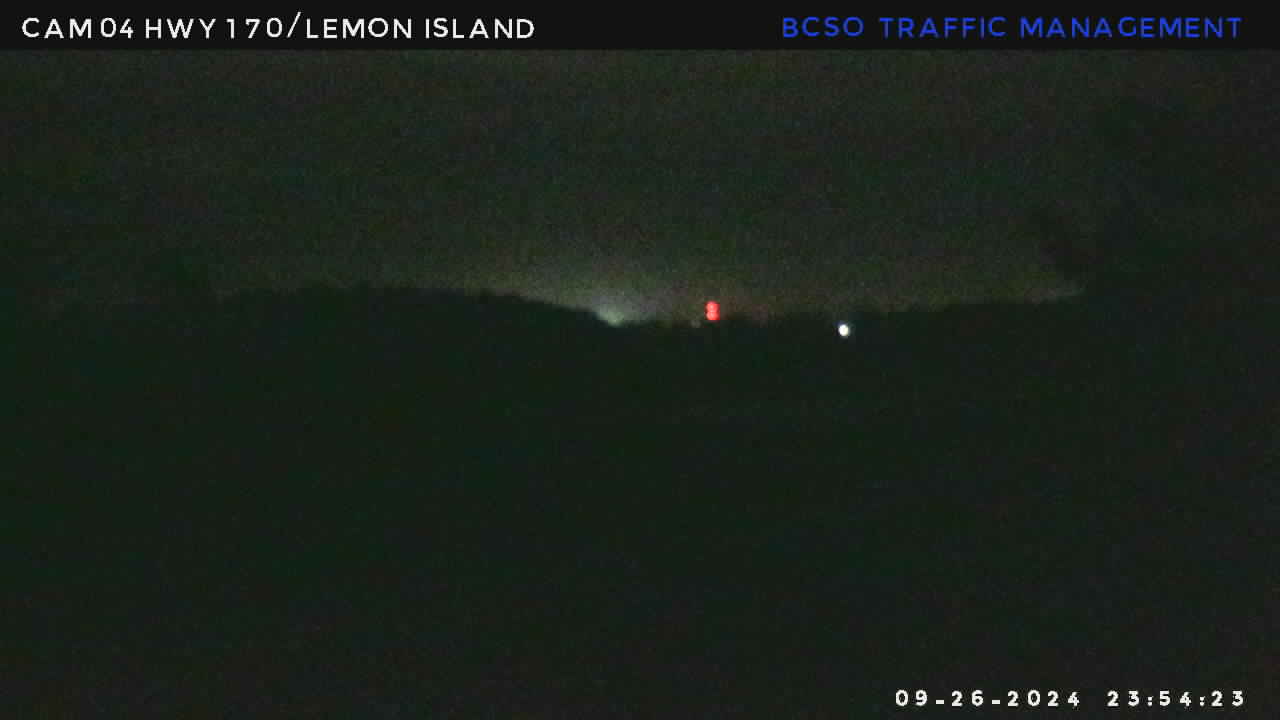 CAM04 HWY 170/LEMON ISLAND
BCSO TRAFFIC MANAGEMENT
09-26-2024 23:54:23